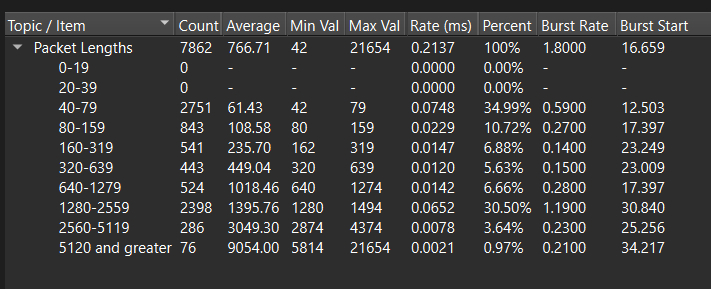 Topic / Item Count Average Min Val Max Val Rate (ms) Percent Burst Rate Burst Start
Packet Lengths 7862 766.71 42 21654 0.2137 100% 1.8000 16.659
0-19 0 - - - 0.0000 0.00% - -
20-39 0 - - - 0.0000 0.00% - -
40-79 2751 61.43 42 79 0.0748 34.99% 0.5900 12.503
80-159 843 108.58 80 159 0.0229 10.72% 0.2700 17.397
160-319 541 235.70 162 319 0.0147 6.88% 0.1400 23.249
320-639 443 449.04 320 639 0.0120 5.63% 0.1500 23.009
640-1279 524 1018.46 640 1274 0.0142 6.66% 0.2800 17.397
1280-2559 2398 1395.76 1280 1494 0.0652 30.50% 1.1900 30.840
2560-5119 286 3049.30 2874 4374 0.0078 3.64% 0.2300 25.256
5120 and greater 76 9054.00 5814 21654 0.0021 0.97% 0.2100 34.217